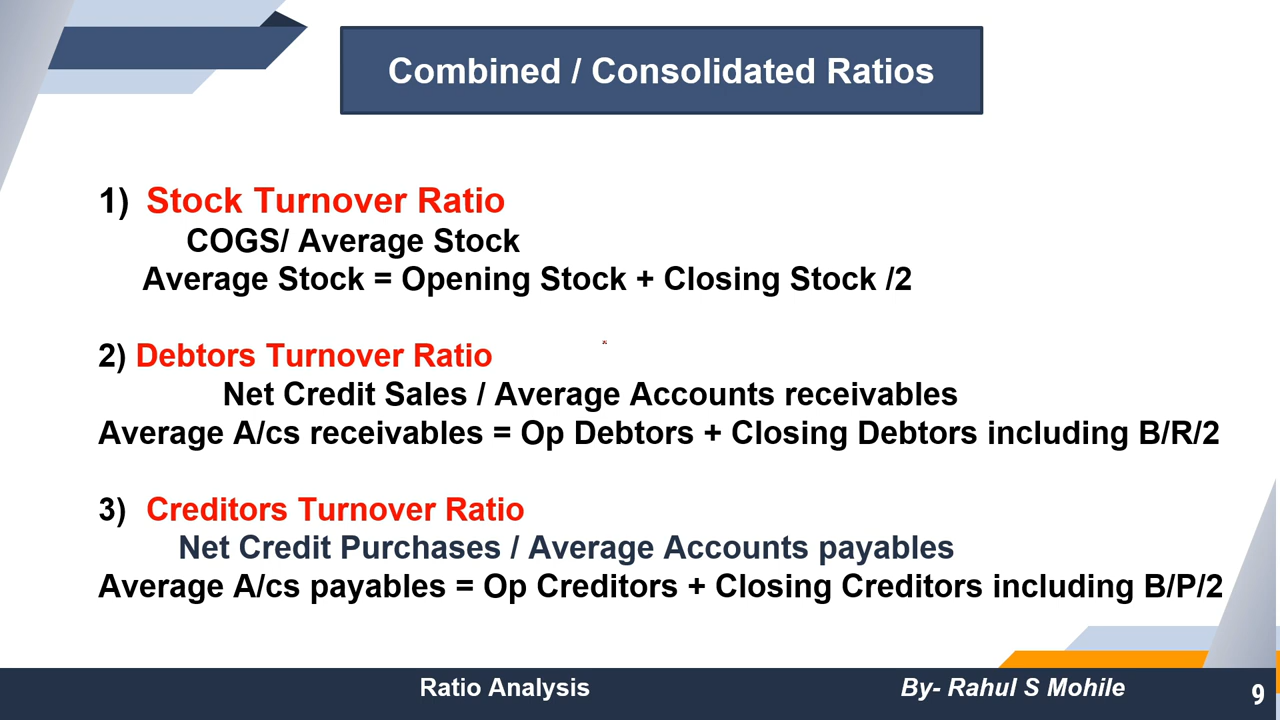 Combined / Consolidated Ratios
1) Stock Turnover Ratio
COGS/ Average Stock
Average Stock = Opening Stock + Closing Stock /2
2) Debtors Turnover Ratio
Net Credit Sales / Average Accounts receivables
Average A/cs receivables = Op Debtors + Closing Debtors including B/R/2
3) Creditors Turnover Ratio
Net Credit Purchases / Average Accounts payables
Average A/cs payables = Op Creditors + Closing Creditors including B/P/2
Ratio Analysis
By- Rahul S Mohile
9